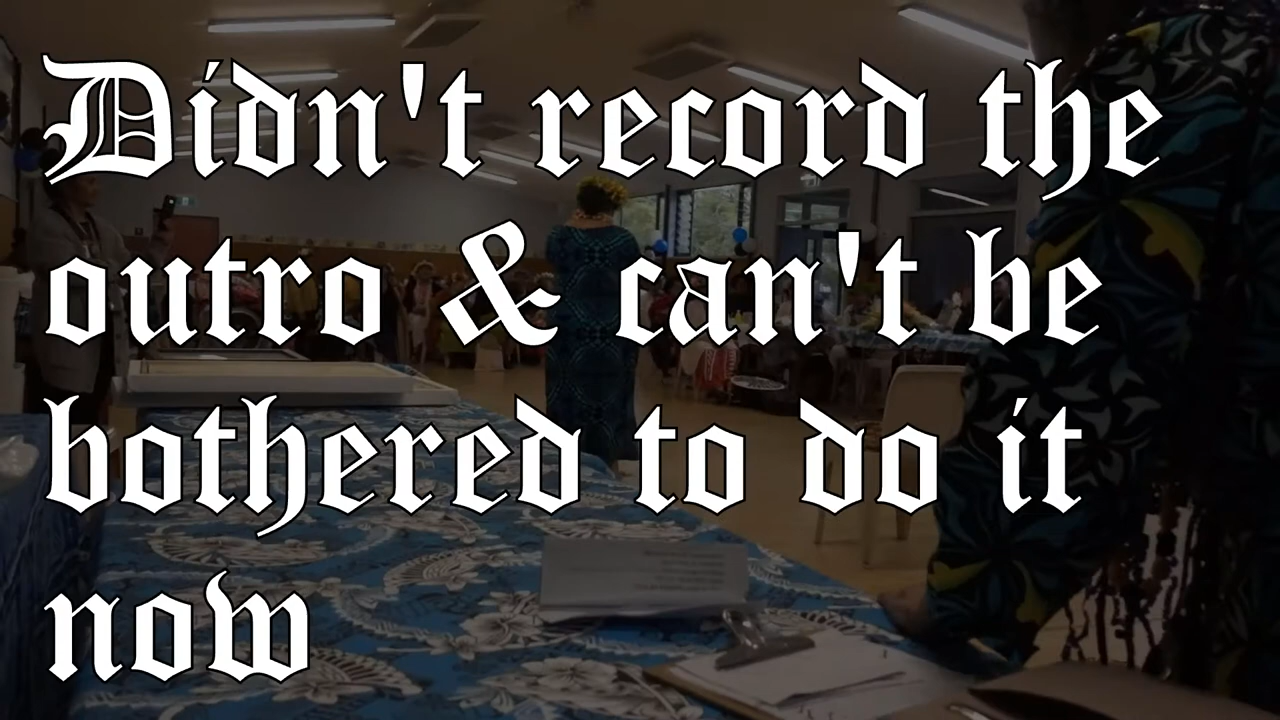 Didn't record the
outro & can't be
bothered to do it
now